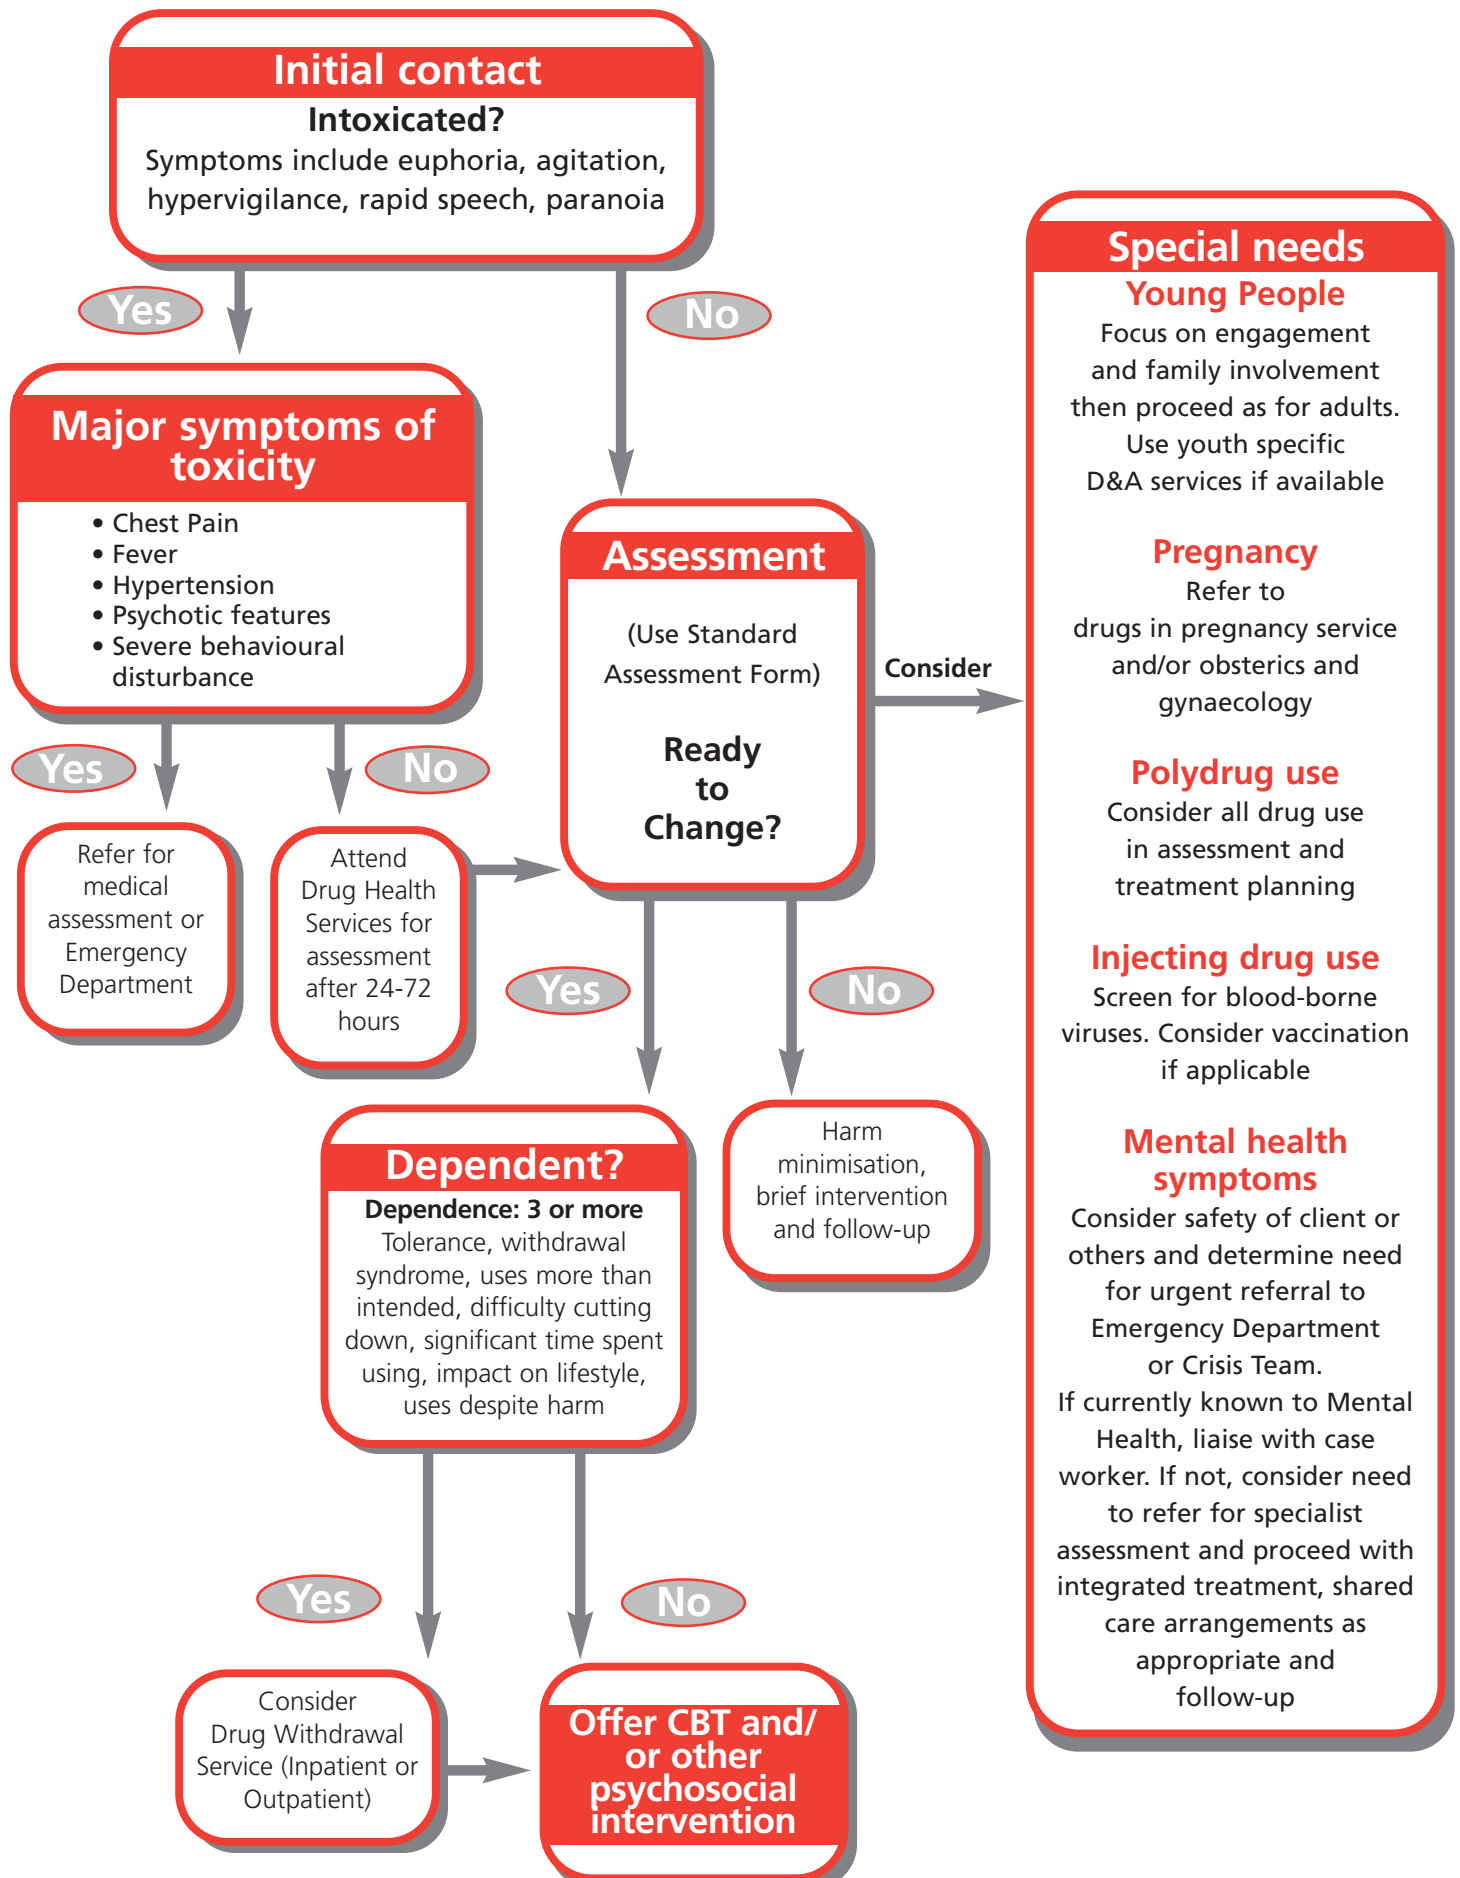 Initial contact
Intoxicated?
Symptoms include euphoria, agitation,
hypervigilance, rapid speech, paranoia
Yes
No
Major symptoms of
toxicity
• Chest Pain
• Fever
• Hypertension
• Psychotic features
• Severe behavioural
disturbance
Yes
No
Refer for
medical
assessment or
Emergency
Department
Attend
Drug Health
Services for
assessment
after 24-72
hours
Assessment
(Use Standard
Assessment Form)
Ready
to
Change?
Consider
Yes
No
Harm
minimisation,
brief intervention
and follow-up
Dependent?
Dependence: 3 or more
Tolerance, withdrawal
syndrome, uses more than
intended, difficulty cutting
down, significant time spent
using, impact on lifestyle,
uses despite harm
Yes
No
Consider
Drug Withdrawal
Service (Inpatient or
Outpatient)
Offer CBT and/
or other
psychosocial
intervention
Special needs
Young People
Focus on engagement
and family involvement
then proceed as for adults.
Use youth specific
D&A services if available
Pregnancy
Refer to
drugs in pregnancy service
and/or obsterics and
gynaecology
Polydrug use
Consider all drug use
in assessment and
treatment planning
Injecting drug use
Screen for blood-borne
viruses. Consider vaccination
if applicable
Mental health
symptoms
Consider safety of client or
others and determine need
for urgent referral to
Emergency Department
or Crisis Team.
If currently known to Mental
Health, liaise with case
worker. If not, consider need
to refer for specialist
assessment and proceed with
integrated treatment, shared
care arrangements as
appropriate and
follow-up